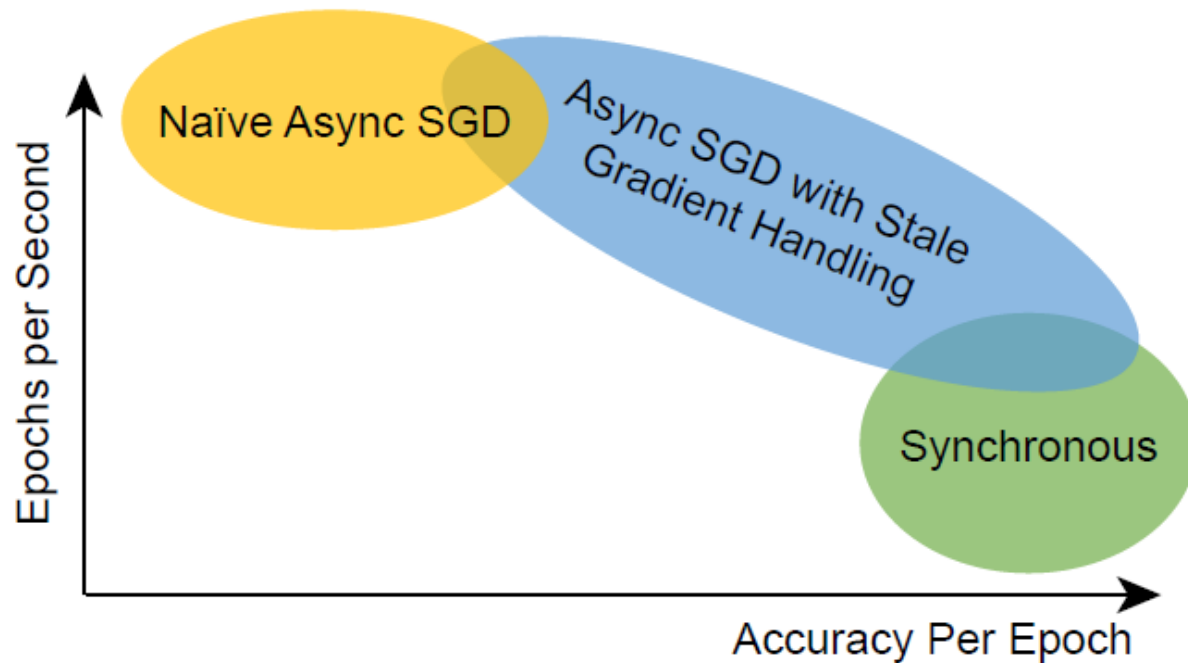 Naïve Async SGD
Async SGD with Stale
Gradient Handling
Synchronous
Epochs per Second
Accuracy Per Epoch